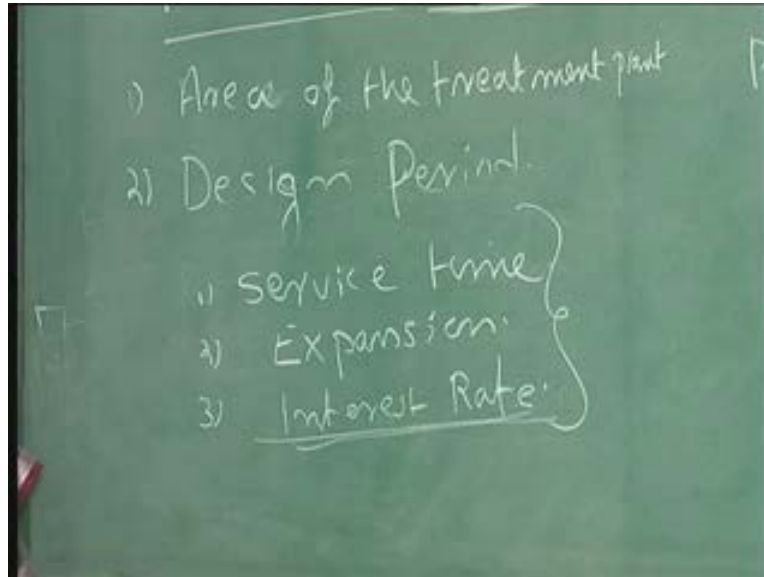 1) Area of the treatment plant
2) Design Period.
1) Service time
2) Expansion.
3) Interest Rate.